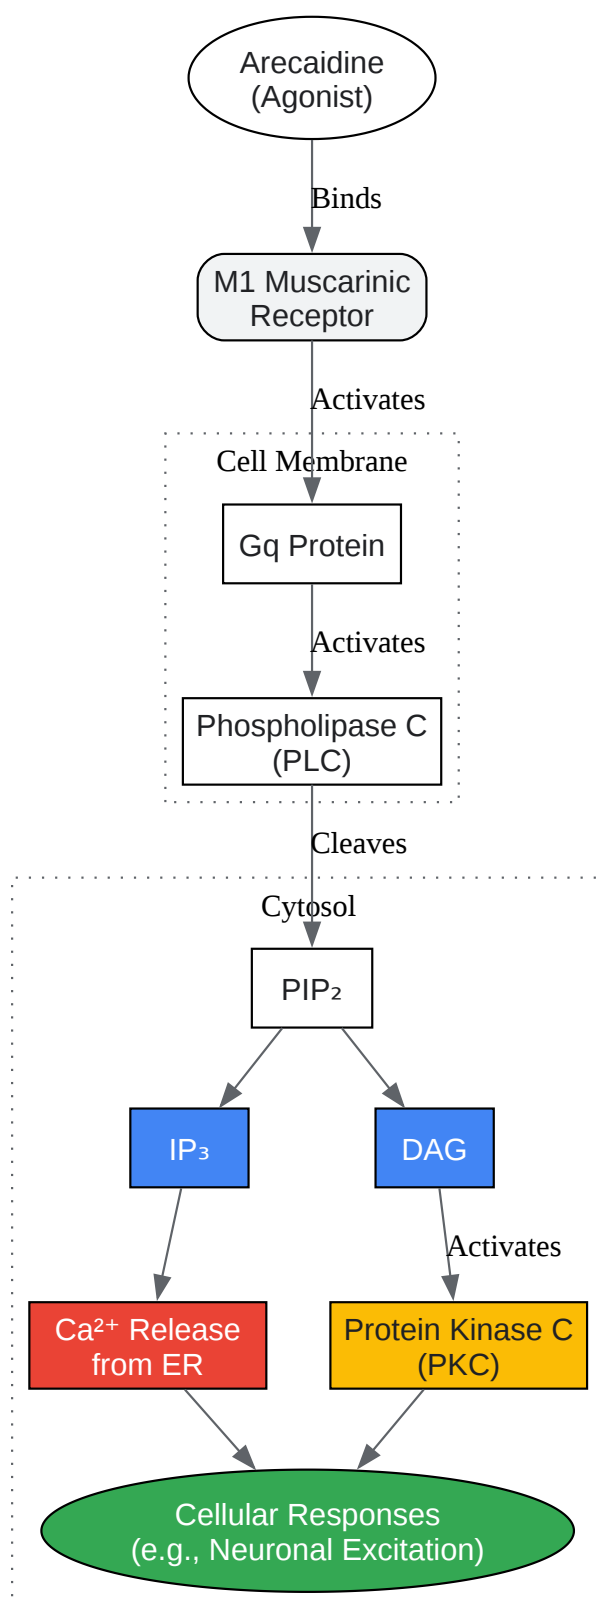 Arecaidine
(Agonist)
Binds
M1 Muscarinic
Receptor
Activates
Cell Membrane
Gq Protein
Activates
Phospholipase C
(PLC)
Cleaves
Cytosol
PIP₂
IP₃
DAG
Activates
Ca²⁺ Release
from ER
Protein Kinase C
(PKC)
Cellular Responses
(e.g., Neuronal Excitation)